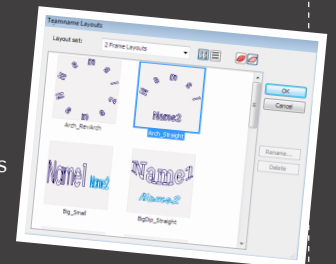 Teamname Layouts
Layout set:
2 Frame Layouts
OK
Cancel
Name2
Arch_RevArch
Arch_Straight
Rename...
Delete
Name1 Name2
Name1
Name2
Big_Small
BigDip_Straight
s